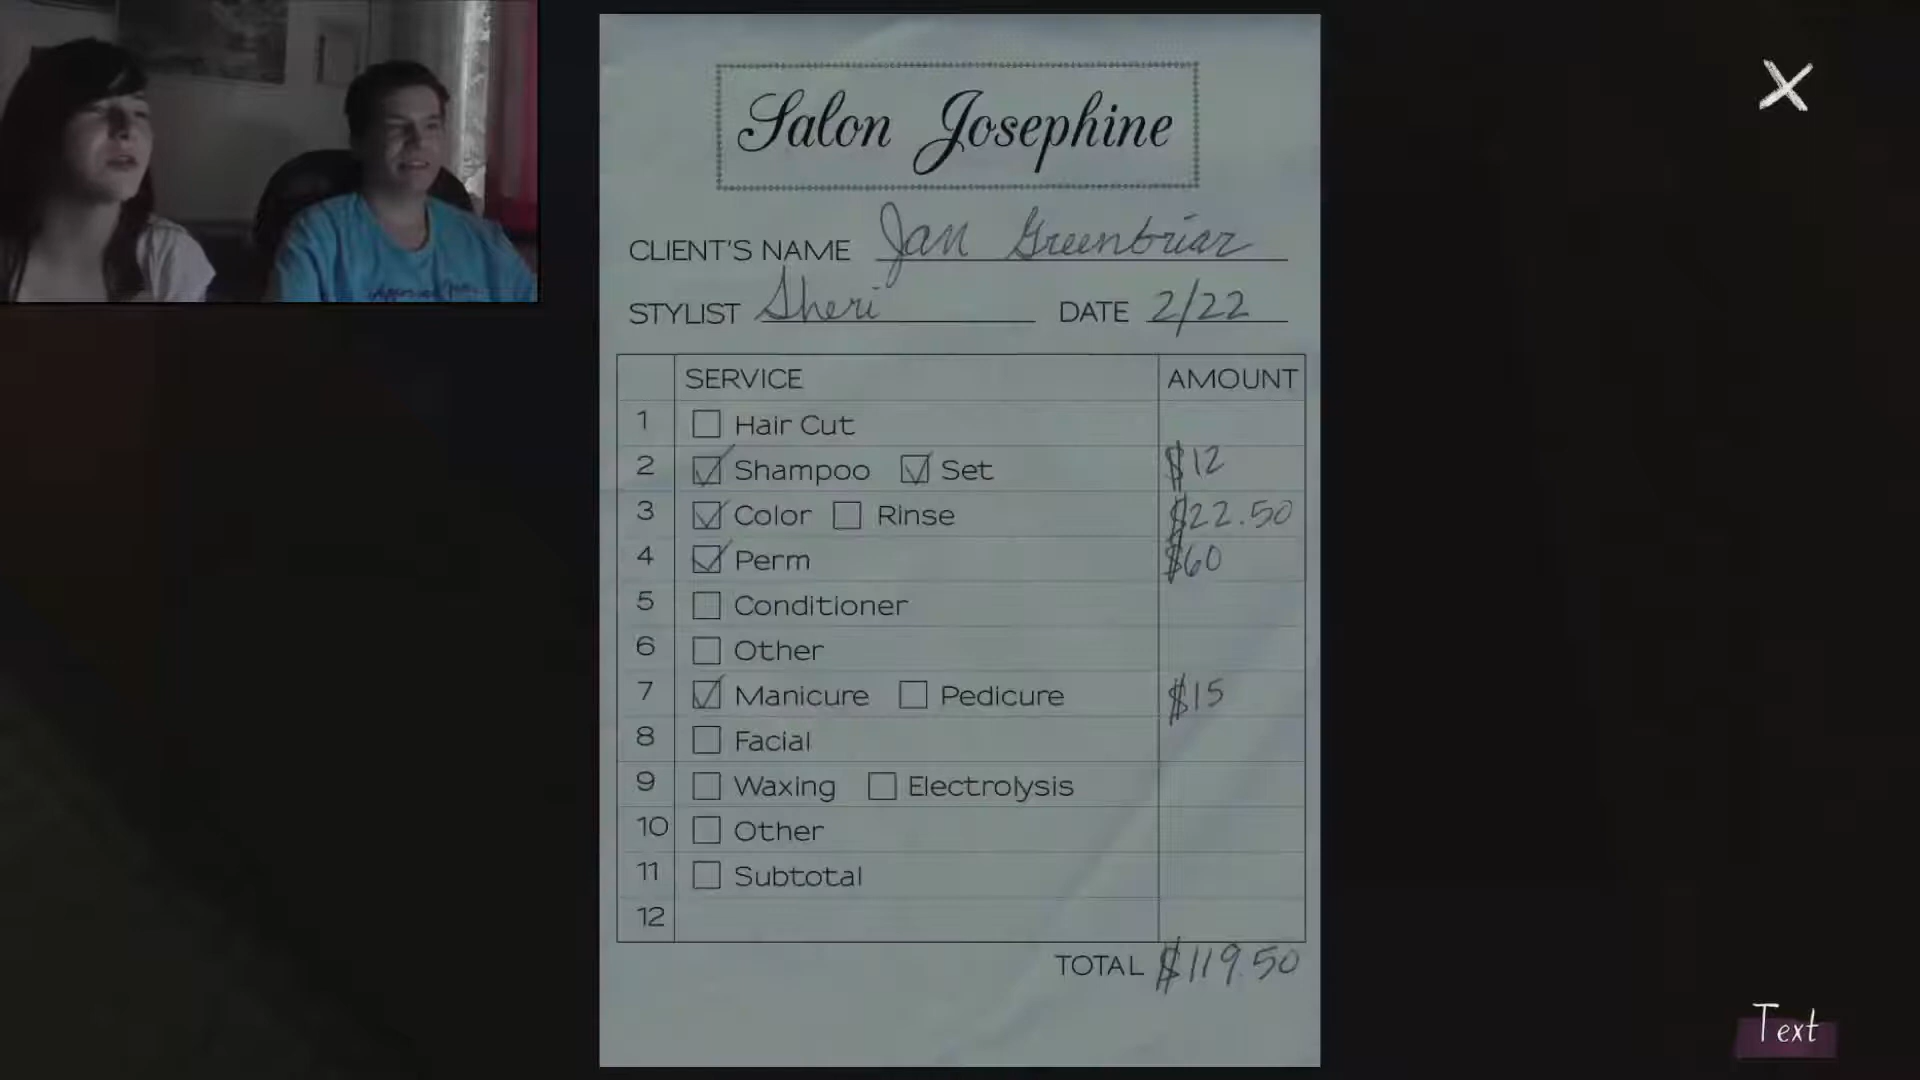 Salon Josephine
CLIENT'S NAME Jan Greenbriar
STYLIST Sheri DATE 2/22
SERVICE AMOUNT
1 Hair Cut
2 Shampoo Set $12
3 Color Rinse $22.50
4 Perm $60
5 Conditioner
6 Other
7 Manicure Pedicure $15
8 Facial
9 Waxing Electrolysis
10 Other
11 Subtotal
12
TOTAL $119.50
Text